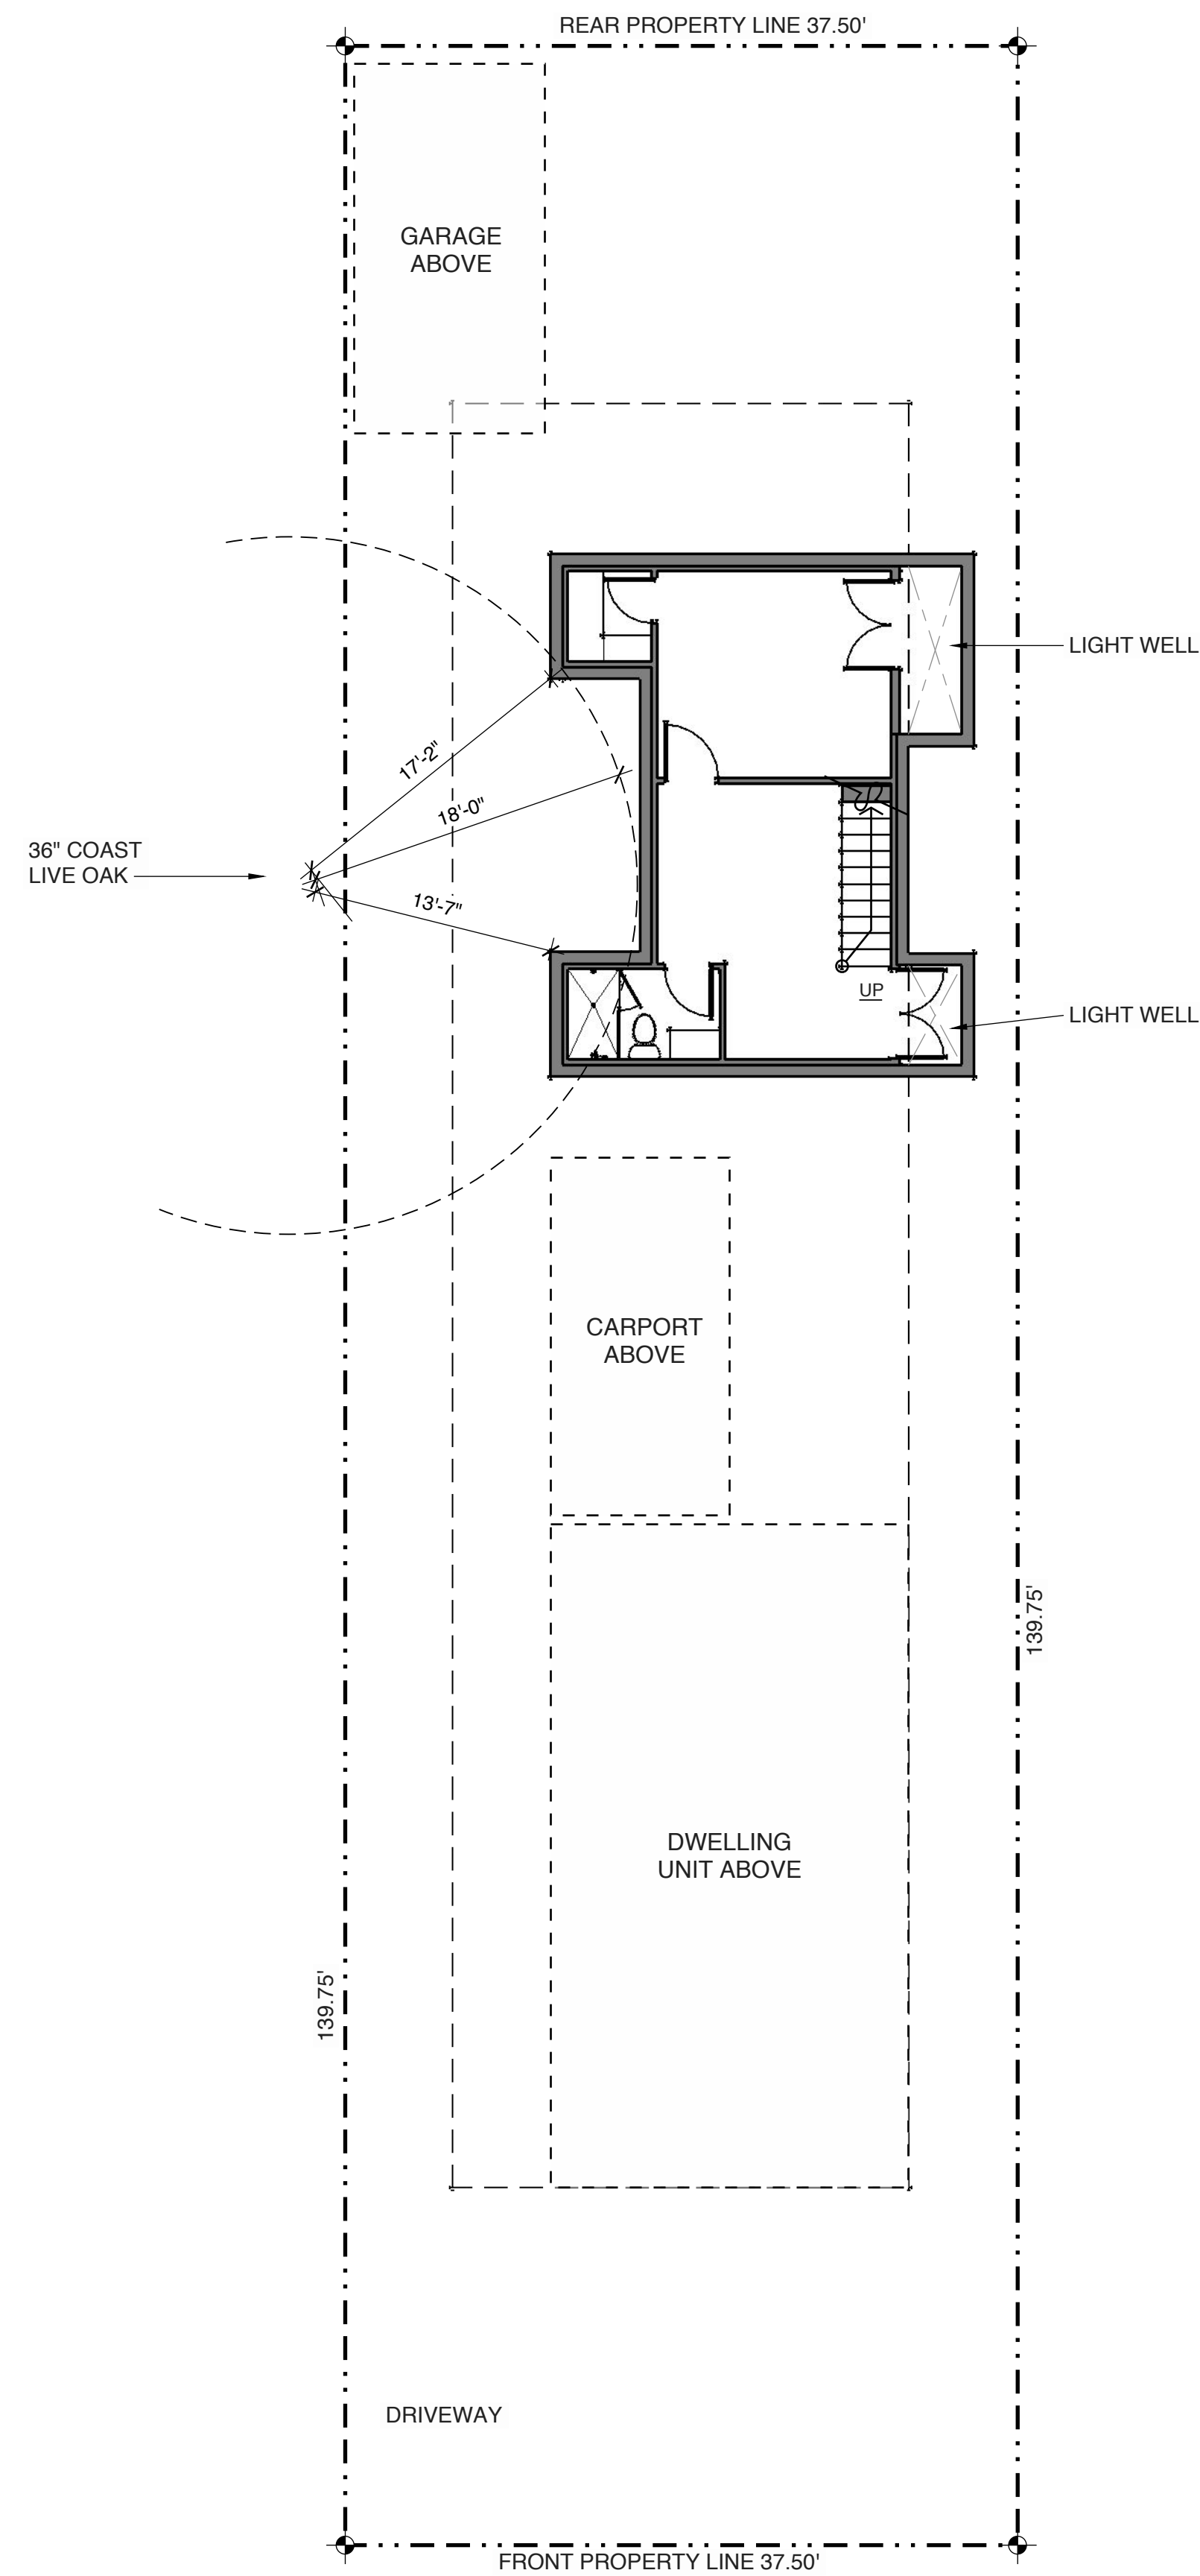 REAR PROPERTY LINE 37.50'
GARAGE
ABOVE
LIGHT WELL
17'-2"
18'-0"
36" COAST
LIVE OAK
13'-7"
UP
LIGHT WELL
CARPORT
ABOVE
139.75'
DWELLING
UNIT ABOVE
139.75'
DRIVEWAY
FRONT PROPERTY LINE 37.50'